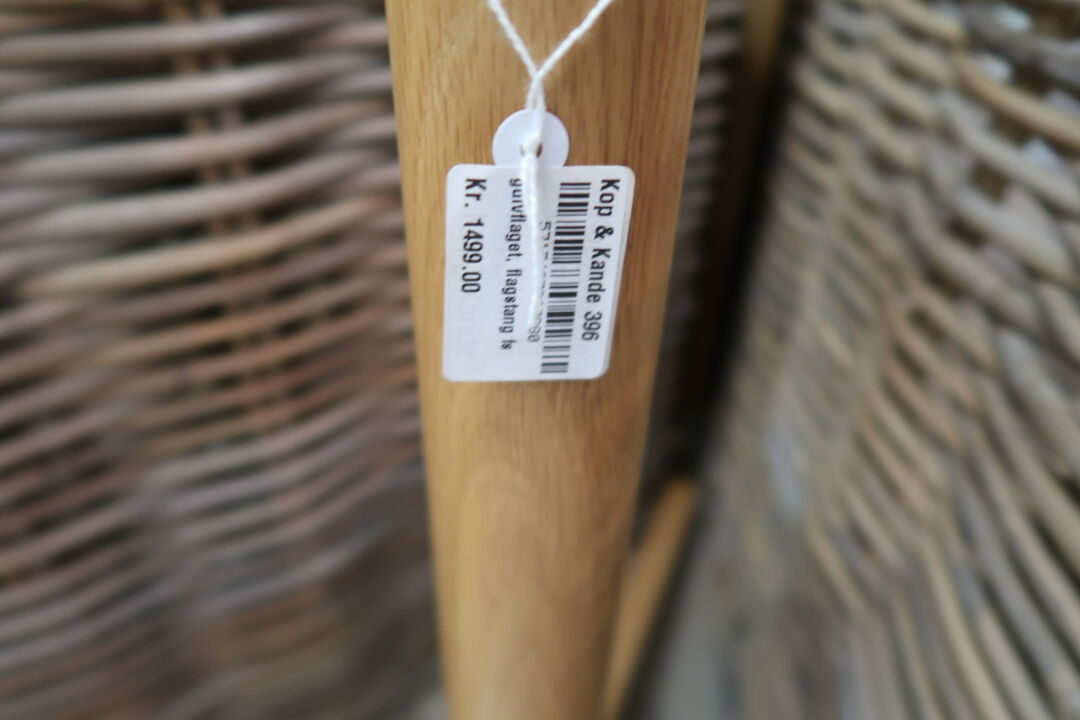 Kop & Kande 396
gulvflaget, flagstang fs
Kr. 1499.00